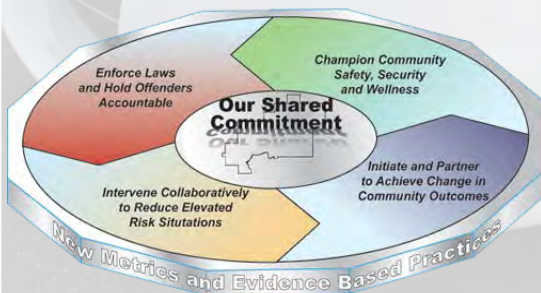 Enforce Laws
and Hold Offenders
Accountable
Champion Community
Safety, Security
and Wellness
Our Shared
Commitment
Intervene Collaboratively
to Reduce Elevated
Risk Situtations
Initiate and Partner
to Achieve Change in
Community Outcomes
New Metrics and Evidence Based Practices